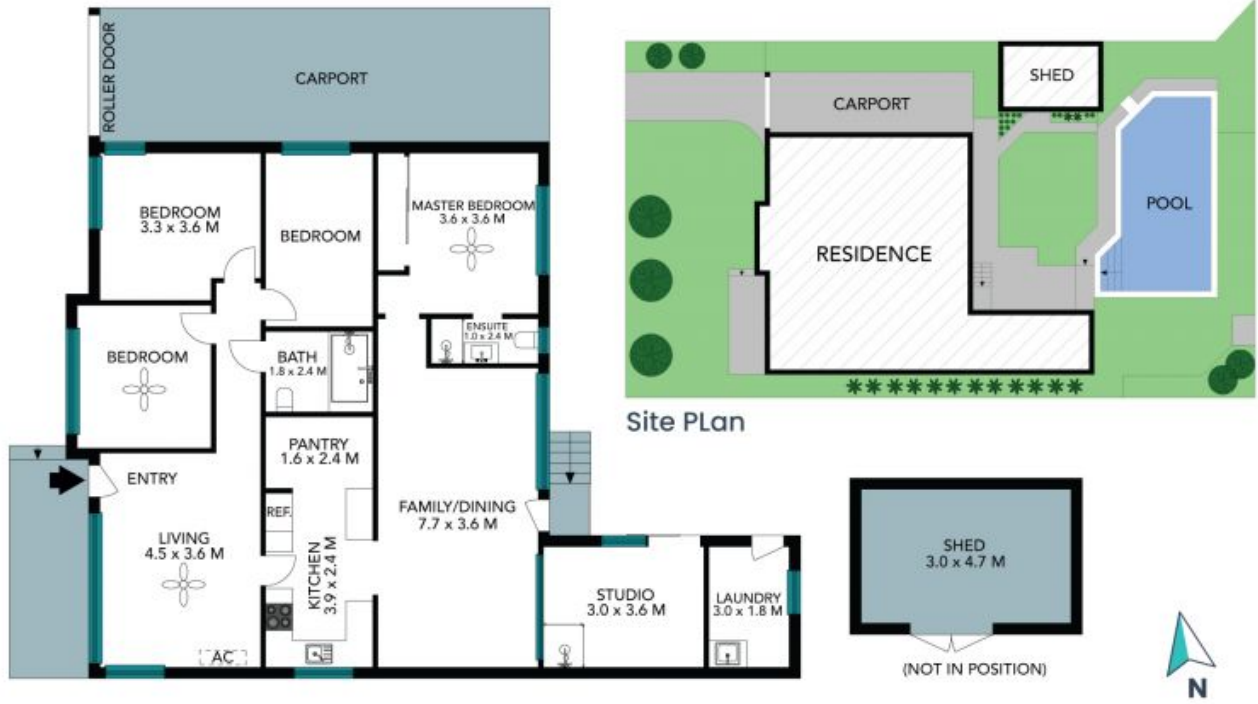 ROLLER DOOR
CARPORT
BEDROOM
3.3 x 3.6 M
BEDROOM
MASTER BEDROOM
3.6 x 3.6 M
BEDROOM
BATH
1.8 x 2.4 M
ENSUITE
1.0 x 2.4 M
PANTRY
1.6 x 2.4 M
ENTRY
REF.
LIVING
4.5 x 3.6 M
KITCHEN
3.9 x 2.4 M
FAMILY/DINING
7.7 x 3.6 M
AC
STUDIO
3.0 x 3.6 M
LAUNDRY
3.0 x 1.8 M
SHED
CARPORT
POOL
RESIDENCE
Site PLan
SHED
3.0 x 4.7 M
(NOT IN POSITION)
N